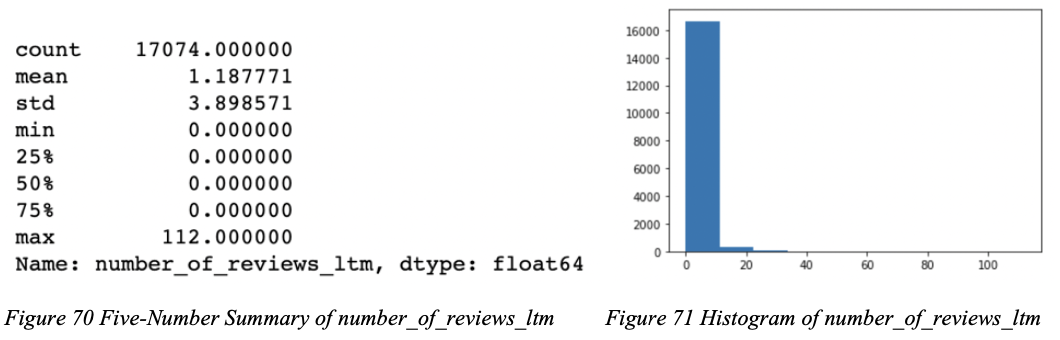 count 17074.000000
mean 1.187771
std 3.898571
min 0.000000
25% 0.000000
50% 0.000000
75% 0.000000
max 112.000000
Name: number_of_reviews_ltm, dtype: float64
Figure 70 Five-Number Summary of number_of_reviews_ltm
16000
14000
12000
10000
8000
6000
4000
2000
0
0 20 40 60 80 100
Figure 71 Histogram of number_of_reviews_ltm